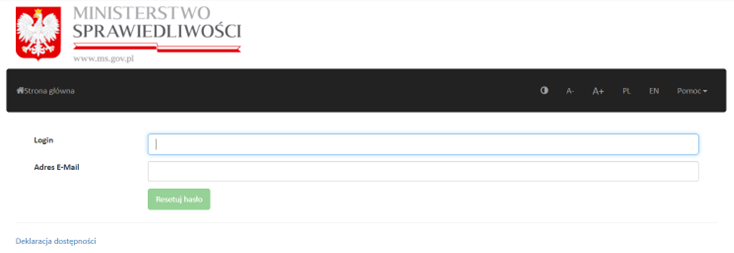 MINISTERSTWO
SPRAWIEDLIWOŚCI
www.ms.gov.pl
Strona główna A- A+ PL EN Pomoc
Login
Adres E-Mail
Resetuj hasło
Deklaracja dostępności